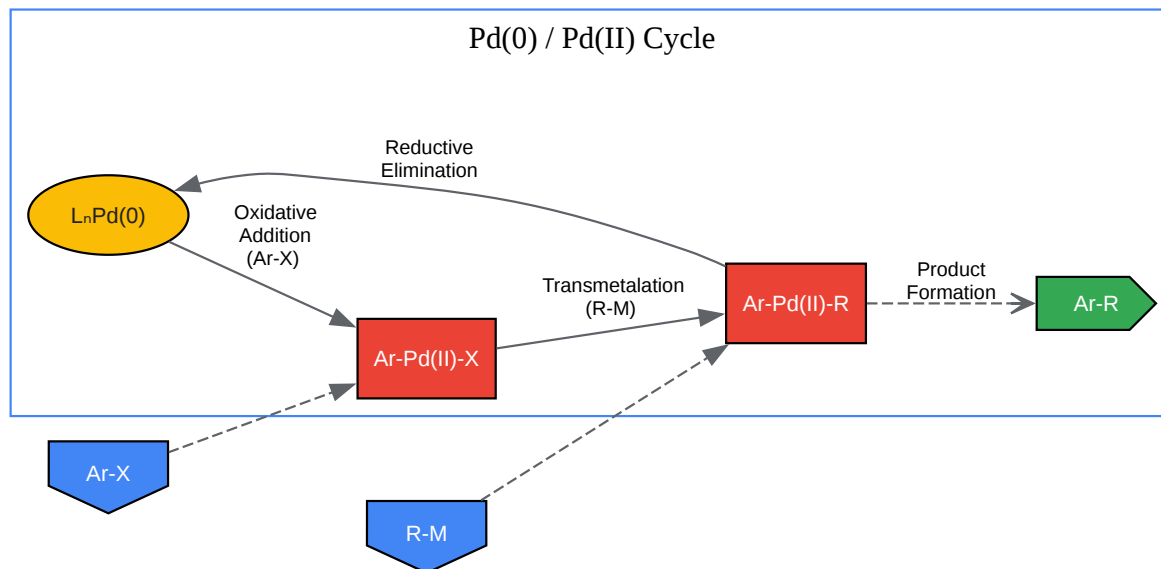 Pd(0) / Pd(II) Cycle
Reductive
Elimination
LₙPd(0)
Oxidative
Addition
(Ar-X)
Transmetalation
(R-M)
Ar-Pd(II)-R
Product
Formation
Ar-R
Ar-Pd(II)-X
Ar-X
R-M